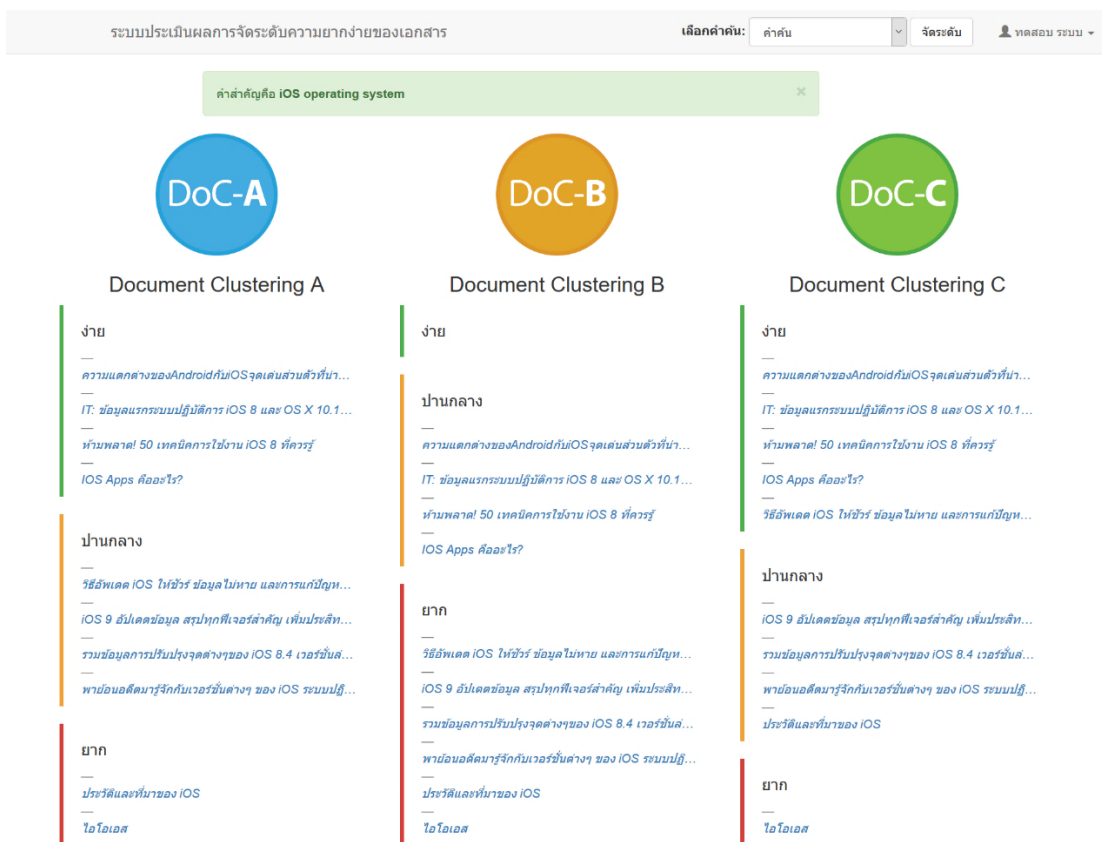 ระบบประเมินผลการจัดระดับความยากง่ายของเอกสาร
เลือกคำค้น: คำค้น จัดระดับ ทดสอบ ระบบ
คำสำคัญคือ iOS operating system ×
DoC-A
Document Clustering A
ง่าย
ความแตกต่างของAndroidกับiOSจุดเด่นส่วนตัวที่น่า...
IT: ข้อมูลแรกระบบปฏิบัติการ iOS 8 และ OS X 10.1...
ห้ามพลาด! 50 เทคนิคการใช้งาน iOS 8 ที่ควรรู้
IOS Apps คืออะไร?
ปานกลาง
วิธีอัพเดต iOS ให้ชัวร์ ข้อมูลไม่หาย และการแก้ปัญห...
iOS 9 อัปเดตข้อมูล สรุปทุกฟีเจอร์สำคัญ เพิ่มประสิท...
รวมข้อมูลการปรับปรุงจุดต่างๆของ iOS 8.4 เวอร์ชั่นล่...
พาย้อนอดีตมารู้จักกับเวอร์ชั่นต่างๆ ของ iOS ระบบปฏิ...
ยาก
ประวัติและที่มาของ iOS
ไอโอเอส
DoC-B
Document Clustering B
ง่าย
ปานกลาง
ความแตกต่างของAndroidกับiOSจุดเด่นส่วนตัวที่น่า...
IT: ข้อมูลแรกระบบปฏิบัติการ iOS 8 และ OS X 10.1...
ห้ามพลาด! 50 เทคนิคการใช้งาน iOS 8 ที่ควรรู้
IOS Apps คืออะไร?
ยาก
วิธีอัพเดต iOS ให้ชัวร์ ข้อมูลไม่หาย และการแก้ปัญห...
iOS 9 อัปเดตข้อมูล สรุปทุกฟีเจอร์สำคัญ เพิ่มประสิท...
รวมข้อมูลการปรับปรุงจุดต่างๆของ iOS 8.4 เวอร์ชั่นล่...
พาย้อนอดีตมารู้จักกับเวอร์ชั่นต่างๆ ของ iOS ระบบปฏิ...
ประวัติและที่มาของ iOS
ไอโอเอส
DoC-C
Document Clustering C
ง่าย
ความแตกต่างของAndroidกับiOSจุดเด่นส่วนตัวที่น่า...
IT: ข้อมูลแรกระบบปฏิบัติการ iOS 8 และ OS X 10.1...
ห้ามพลาด! 50 เทคนิคการใช้งาน iOS 8 ที่ควรรู้
IOS Apps คืออะไร?
วิธีอัพเดต iOS ให้ชัวร์ ข้อมูลไม่หาย และการแก้ปัญห...
ปานกลาง
iOS 9 อัปเดตข้อมูล สรุปทุกฟีเจอร์สำคัญ เพิ่มประสิท...
รวมข้อมูลการปรับปรุงจุดต่างๆของ iOS 8.4 เวอร์ชั่นล่...
พาย้อนอดีตมารู้จักกับเวอร์ชั่นต่างๆ ของ iOS ระบบปฏิ...
ประวัติและที่มาของ iOS
ยาก
ไอโอเอส